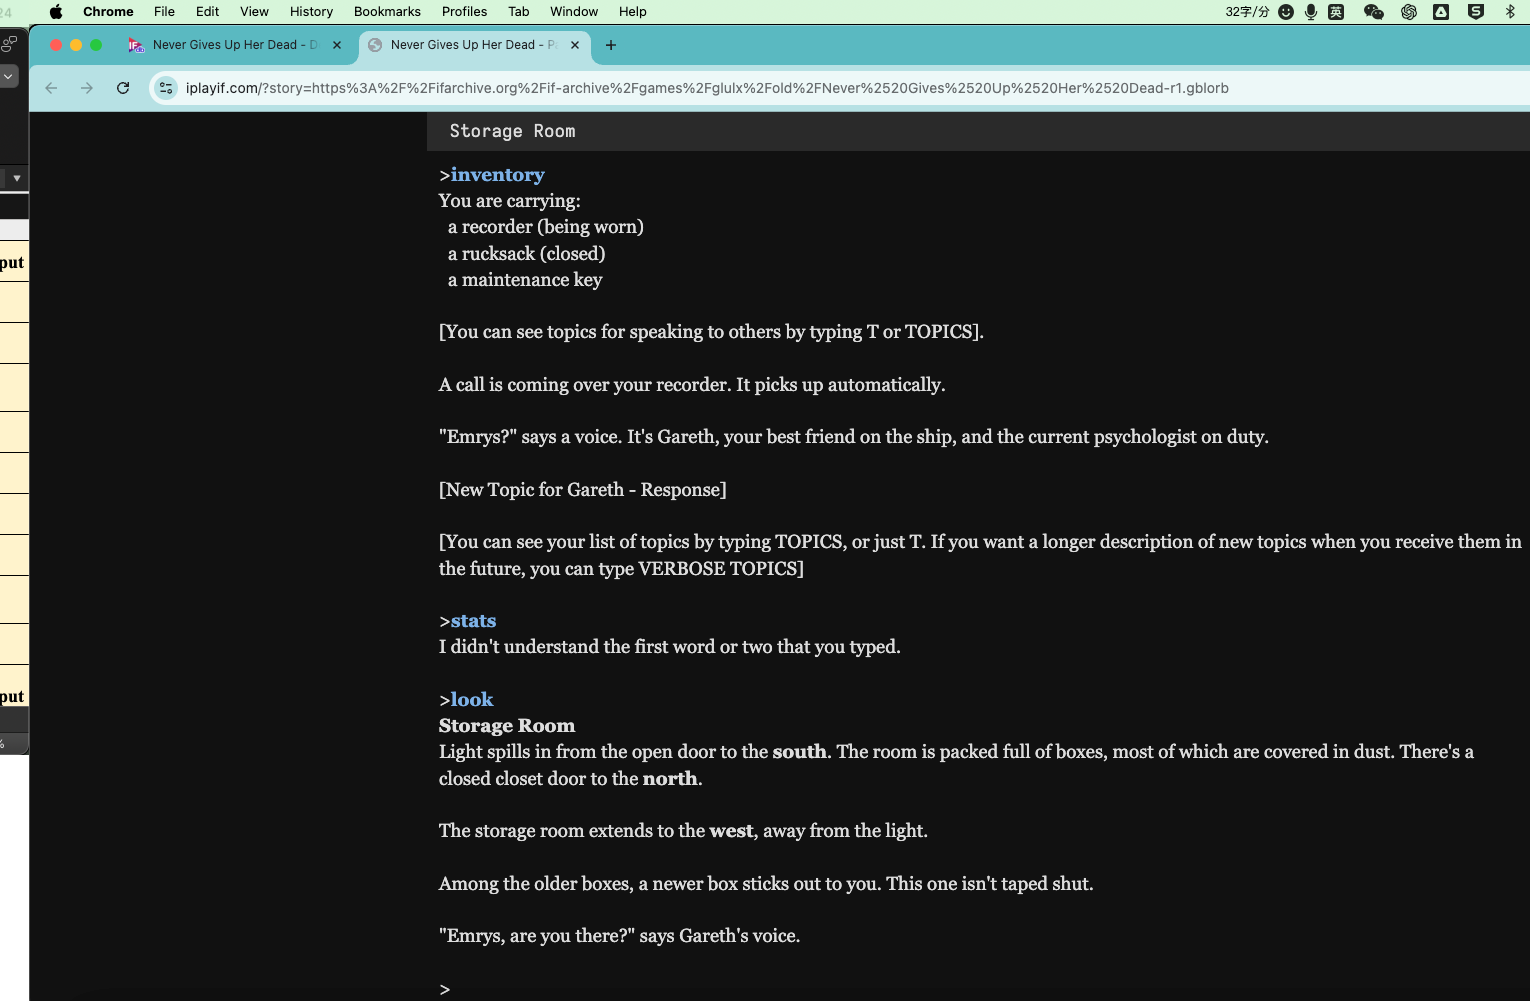 24
Chrome File Edit View History Bookmarks Profiles Tab Window Help 32字/分 英
Never Gives Up Her Dead - D Never Gives Up Her Dead - P
iplayif.com/?story=https%3A%2F%2Fifarchive.org%2Fif-archive%2Fgames%2Fglulx%2Fold%2FNever%2520Gives%2520Up%2520Her%2520Dead-r1.gblorb
Storage Room
>inventory
You are carrying:
a recorder (being worn)
a rucksack (closed)
a maintenance key
[You can see topics for speaking to others by typing T or TOPICS].
A call is coming over your recorder. It picks up automatically.
"Emrys?" says a voice. It's Gareth, your best friend on the ship, and the current psychologist on duty.
[New Topic for Gareth - Response]
[You can see your list of topics by typing TOPICS, or just T. If you want a longer description of new topics when you receive them in
the future, you can type VERBOSE TOPICS]
>stats
I didn't understand the first word or two that you typed.
>look
Storage Room
Light spills in from the open door to the south. The room is packed full of boxes, most of which are covered in dust. There's a
closed closet door to the north.
The storage room extends to the west, away from the light.
Among the older boxes, a newer box sticks out to you. This one isn't taped shut.
"Emrys, are you there?" says Gareth's voice.
>
put
put
%